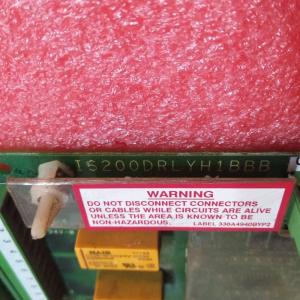 IS200DRLYH1BBB
WARNING
DO NOT DISCONNECT CONNECTORS
OR CABLES WHILE CIRCUITS ARE ALIVE
UNLESS THE AREA IS KNOWN TO BE
NON-HAZARDOUS. LABEL 336A4940BYP2
NAIS